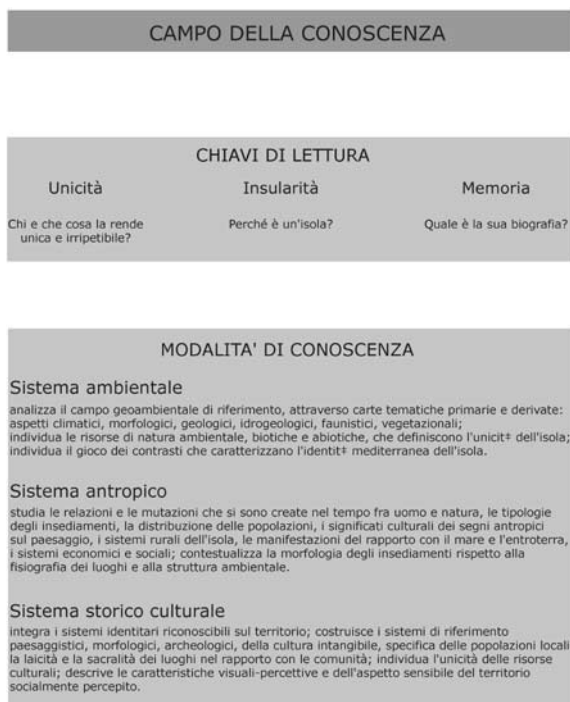 CAMPO DELLA CONOSCENZA
CHIAVI DI LETTURA
Unicità
Chi e che cosa la rende
unica e irripetibile?
Insularità
Perché è un'isola?
Memoria
Quale è la sua biografia?
MODALITA' DI CONOSCENZA
Sistema ambientale
analizza il campo geoambientale di riferimento, attraverso carte tematiche primarie e derivate:
aspetti climatici, morfologici, geologici, idrogeologici, faunistici, vegetazionali;
individua le risorse di natura ambientale, biotiche e abiotiche, che definiscono l'unicit‡ dell'isola;
individua il gioco dei contrasti che caratterizzano l'identit‡ mediterranea dell'isola.
Sistema antropico
studia le relazioni e le mutazioni che si sono create nel tempo fra uomo e natura, le tipologie
degli insediamenti, la distribuzione delle popolazioni, i significati culturali dei segni antropici
sul paesaggio, i sistemi rurali dell'isola, le manifestazioni del rapporto con il mare e l'entroterra,
i sistemi economici e sociali; contestualizza la morfologia degli insediamenti rispetto alla
fisiografia dei luoghi e alla struttura ambientale.
Sistema storico culturale
integra i sistemi identitari riconoscibili sul territorio; costruisce i sistemi di riferimento
paesaggistici, morfologici, archeologici, della cultura intangibile, specifica delle popolazioni locali
la laicità e la sacralità dei luoghi nel rapporto con le comunità; individua l'unicità delle risorse
culturali; descrive le caratteristiche visuali-percettive e dell'aspetto sensibile del territorio
socialmente percepito.